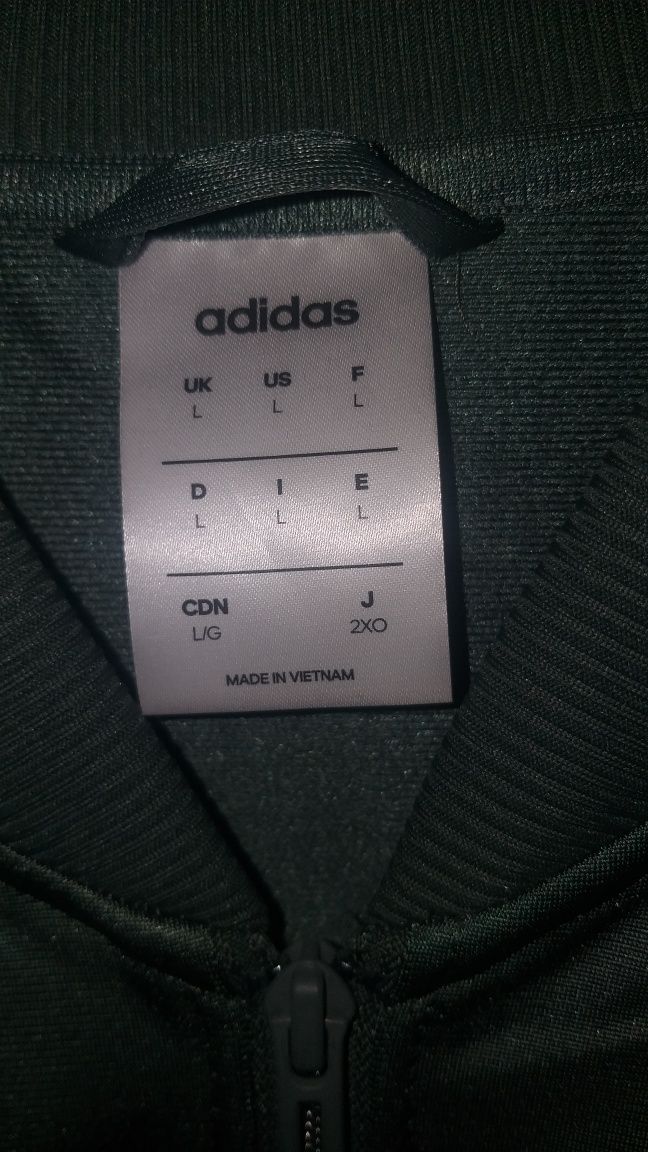 adidas
UK US F
L L L
D I E
L L L
CDN J
L/G 2XO
MADE IN VIETNAM